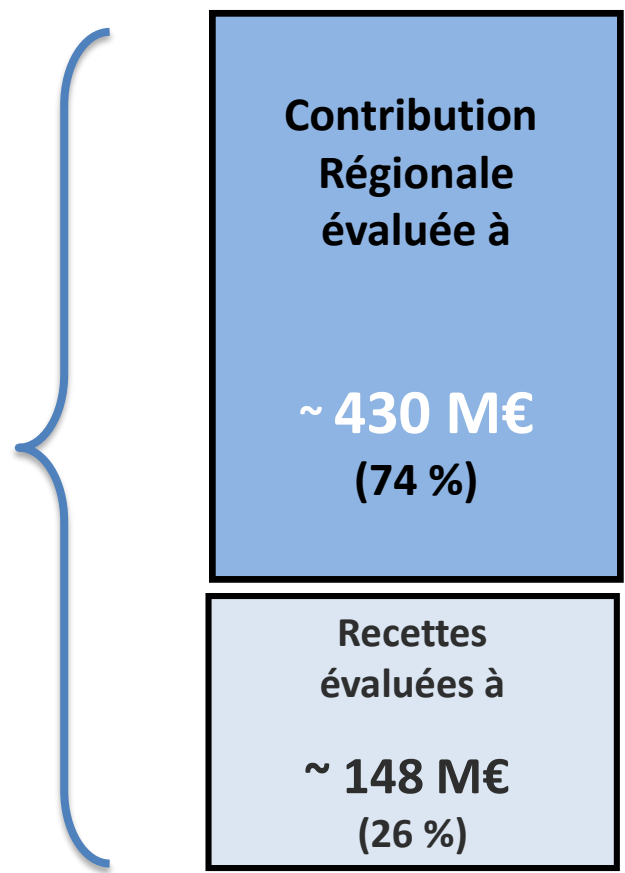 Contribution
Régionale
évaluée à
~ 430 M€
(74 %)
Recettes
évaluées à
~ 148 M€
(26 %)